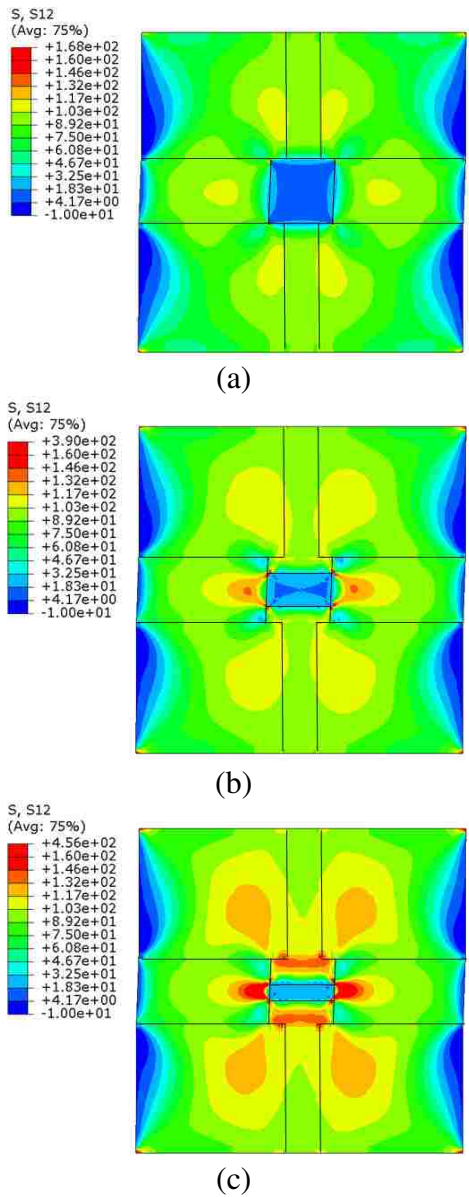 S, S12
(Avg: 75%)
+1.68e+02
+1.60e+02
+1.46e+02
+1.32e+02
+1.17e+02
+1.03e+02
+8.92e+01
+7.50e+01
+6.08e+01
+4.67e+01
+3.25e+01
+1.83e+01
+4.17e+00
-1.00e+01
(a)
S, S12
(Avg: 75%)
+3.90e+02
+1.60e+02
+1.46e+02
+1.32e+02
+1.17e+02
+1.03e+02
+8.92e+01
+7.50e+01
+6.08e+01
+4.67e+01
+3.25e+01
+1.83e+01
+4.17e+00
-1.00e+01
(b)
S, S12
(Avg: 75%)
+4.56e+02
+1.60e+02
+1.46e+02
+1.32e+02
+1.17e+02
+1.03e+02
+8.92e+01
+7.50e+01
+6.08e+01
+4.67e+01
+3.25e+01
+1.83e+01
+4.17e+00
-1.00e+01
(c)